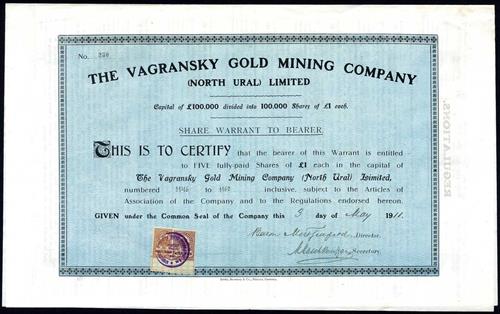 No. 230
THE VAGRANSKY GOLD MINING COMPANY
(NORTH URAL) LIMITED
Capital of £100,000 divided into 100,000 Shares of £1 each.
SHARE WARRANT TO BEARER.
THIS IS TO CERTIFY that the bearer of this Warrant is entitled
to FIVE fully-paid Shares of £1 each in the capital of
The Vagransky Gold Mining Company (North Ural) Limited,
numbered to inclusive, subject to the Articles of
Association of the Company and to the Regulations endorsed hereon.
GIVEN under the Common Seal of the Company this 3 day of May 1911.
Baron Director.
Secretary.
REGULATIONS.